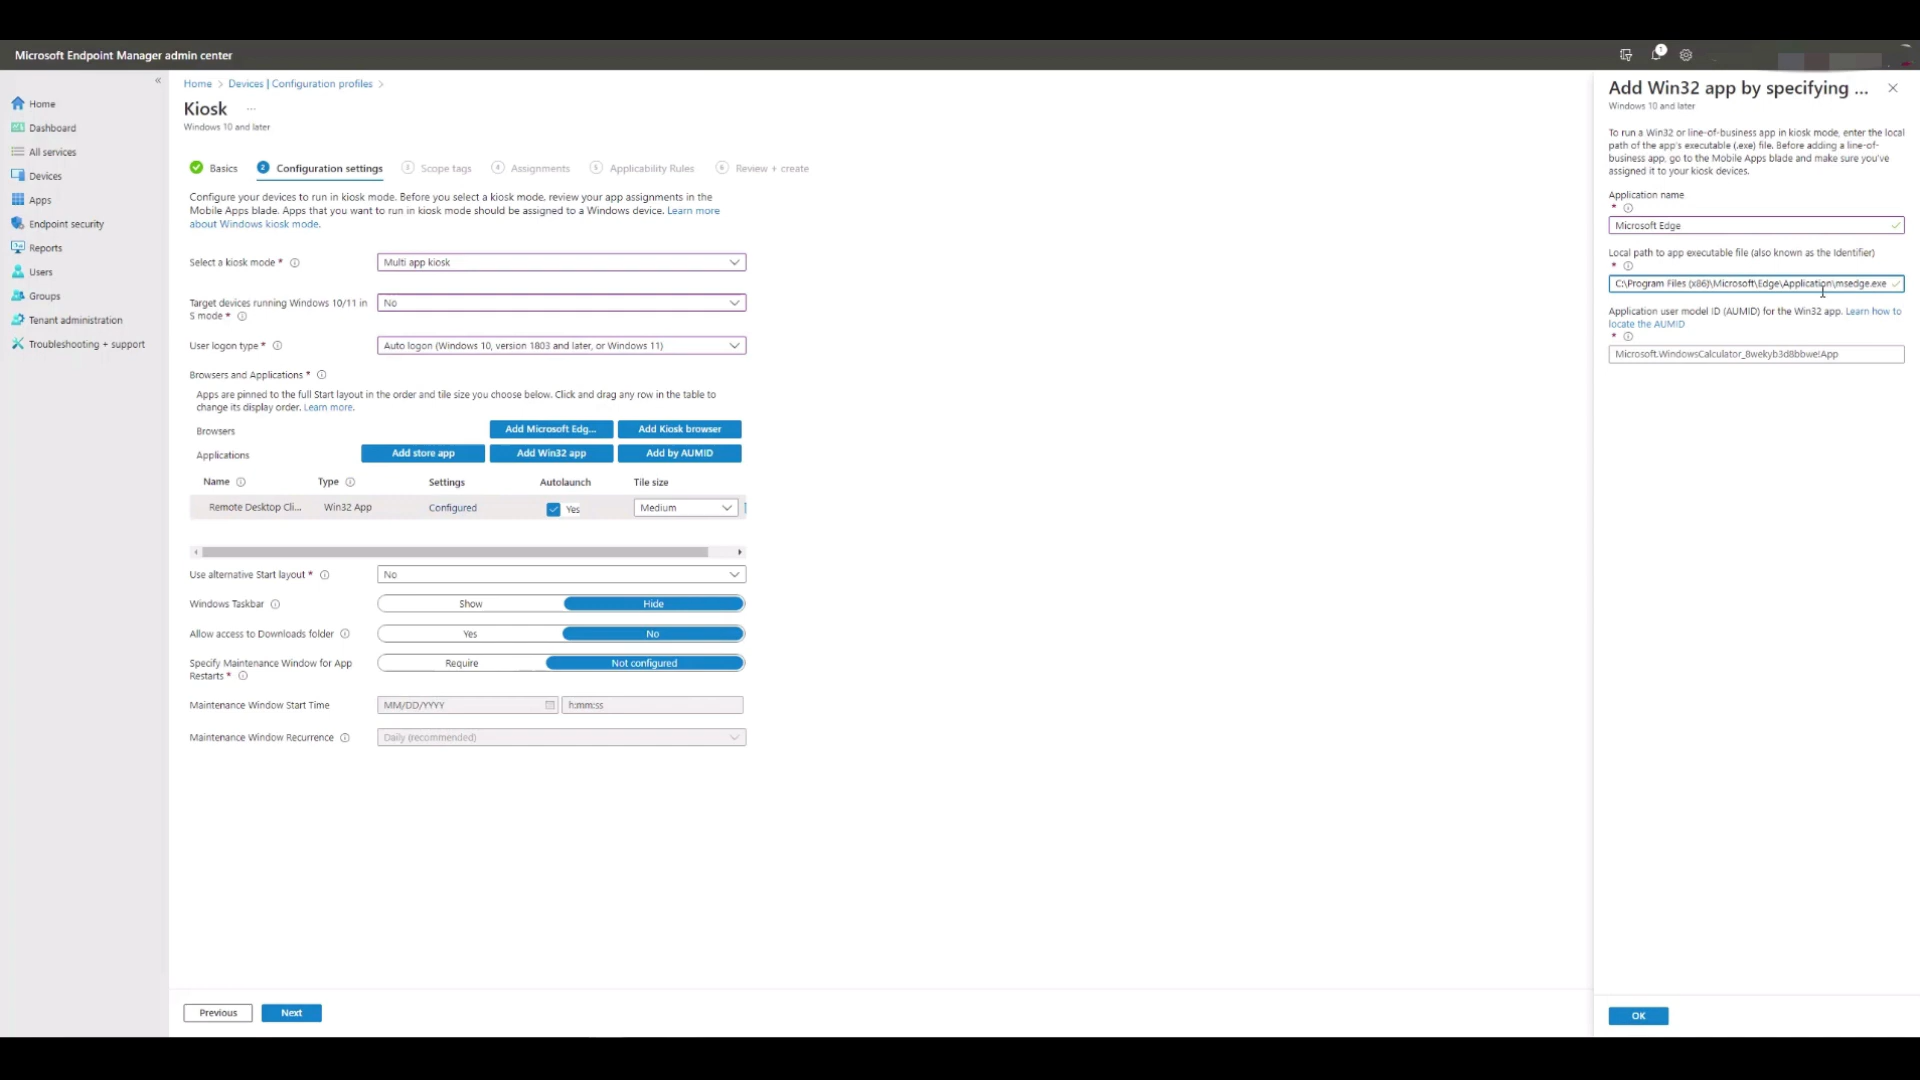 Microsoft Endpoint Manager admin center
1
Home
Dashboard
All services
Devices
Apps
Endpoint security
Reports
Users
Groups
Tenant administration
Troubleshooting + support
Home > Devices | Configuration profiles >
Kiosk ...
Windows 10 and later
Basics
2 Configuration settings
3 Scope tags
4 Assignments
5 Applicability Rules
6 Review + create
Configure your devices to run in kiosk mode. Before you select a kiosk mode, review your app assignments in the
Mobile Apps blade. Apps that you want to run in kiosk mode should be assigned to a Windows device. Learn more
about Windows kiosk mode.
Select a kiosk mode *
Multi app kiosk
Target devices running Windows 10/11 in
S mode *
No
User logon type *
Auto logon (Windows 10, version 1803 and later, or Windows 11)
Browsers and Applications *
Apps are pinned to the full Start layout in the order and tile size you choose below. Click and drag any row in the table to
change its display order. Learn more.
Browsers
Add Microsoft Edg...
Add Kiosk browser
Applications
Add store app
Add Win32 app
Add by AUMID
Name
Type
Settings
Autolaunch
Tile size
Remote Desktop Cli...
Win32 App
Configured
Yes
Medium
Use alternative Start layout *
No
Windows Taskbar
Show
Hide
Allow access to Downloads folder
Yes
No
Specify Maintenance Window for App
Restarts *
Require
Not configured
Maintenance Window Start Time
MM/DD/YYYY
h:mm:ss
Maintenance Window Recurrence
Daily (recommended)
Previous
Next
Add Win32 app by specifying ...
Windows 10 and later
To run a Win32 or line-of-business app in kiosk mode, enter the local
path of the app's executable (.exe) file. Before adding a line-of-
business app, go to the Mobile Apps blade and make sure you've
assigned it to your kiosk devices.
Application name
*
Microsoft Edge
Local path to app executable file (also known as the Identifier)
*
C:\Program Files (x86)\Microsoft\Edge\Application\msedge.exe
Application user model ID (AUMID) for the Win32 app. Learn how to
locate the AUMID
*
Microsoft.WindowsCalculator_8wekyb3d8bbwe!App
OK